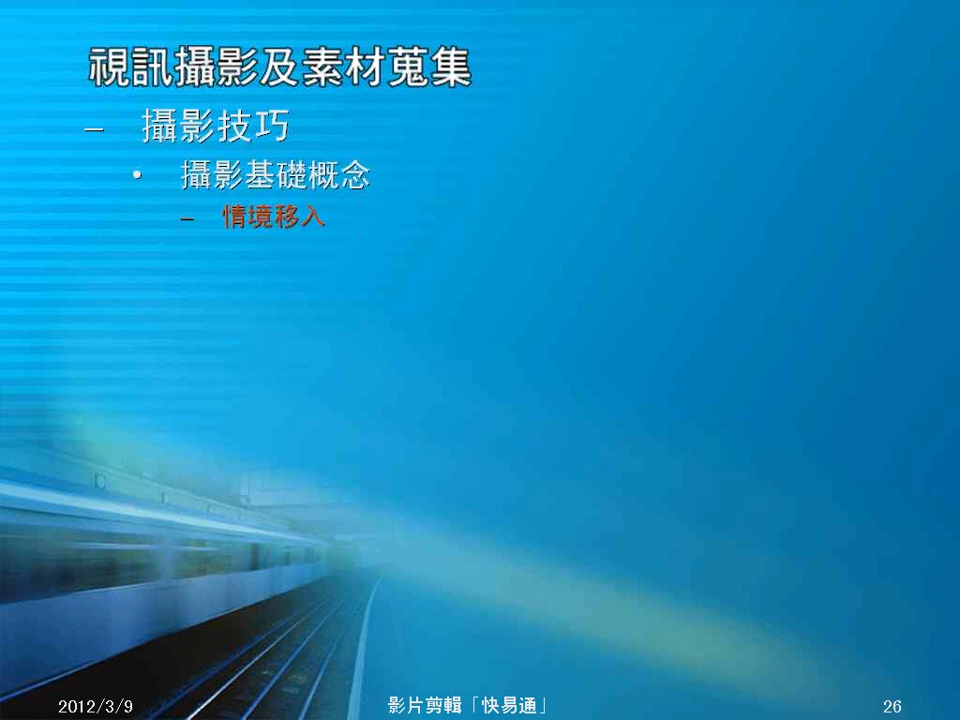 視訊攝影及素材蒐集
– 攝影技巧
• 攝影基礎概念
– 情境移入
2012/3/9
影片剪輯「快易通」
26